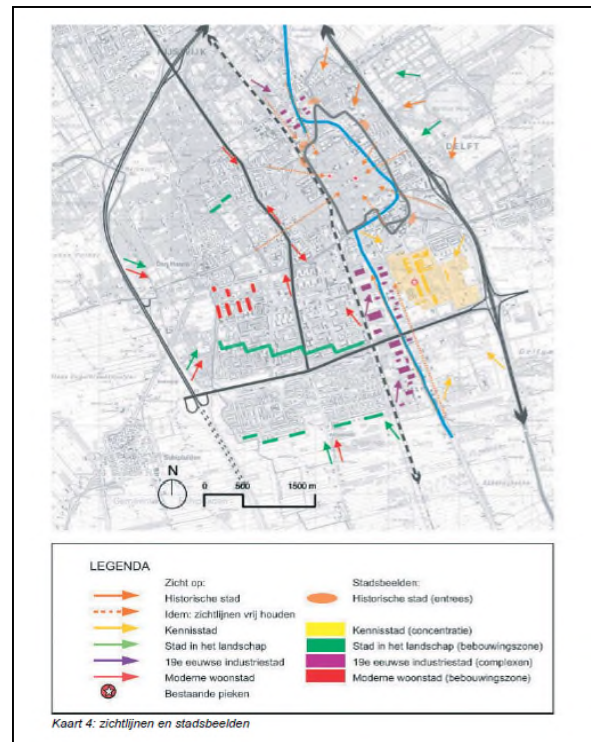 RIJSWIJK
DELFT
N
0 500 1500 m
LEGENDA
Zicht op:
Historische stad
Idem: zichtlijnen vrij houden
Kennisstad
Stad in het landschap
19e eeuwse industriestad
Moderne woonstad
Bestaande pieken
Stadsbeelden:
Historische stad (entrees)
Kennisstad (concentratie)
Stad in het landschap (bebouwingszone)
19e eeuwse industriestad (complexen)
Moderne woonstad (bebouwingszone)
Kaart 4: zichtlijnen en stadsbeelden